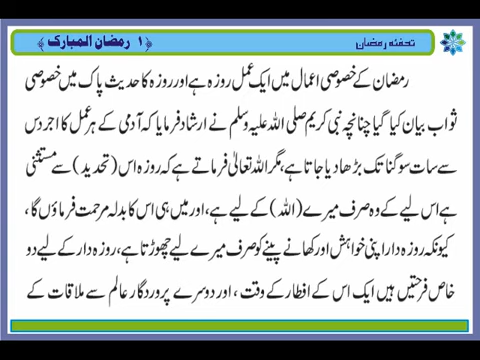 تحفئہ رمضان
﴿ ۱ رمضان المبارک ﴾
رمضان کے خصوصی اعمال میں ایک عمل روزہ ہے اور روزہ کا حدیث پاک میں خصوصی
ثواب بیان کیا گیا چنانچہ نبی کریم صلی اللہ علیہ وسلم نے ارشاد فرمایا کہ آدمی کے ہر عمل کا اجر دس
سے سات سو گنا تک بڑھا دیا جاتا ہے، مگر اللہ تعالیٰ فرماتے ہے کہ روزہ اس (تحدید) سے مستثنی
ہے اس لیے کے وہ صرف میرے (اللہ) کے لیے ہے، اور میں ہی اس کا بدلہ مرحمت فرماؤں گا،
کیونکہ روزہ دار اپنی خواہش اور کھانے پینے کو صرف میرے لیے چھوڑتا ہے، روزہ دار کے لیے دو
خاص فرحتیں ہیں ایک اس کے افطار کے وقت، اور دوسرے پروردگار عالم سے ملاقات کے